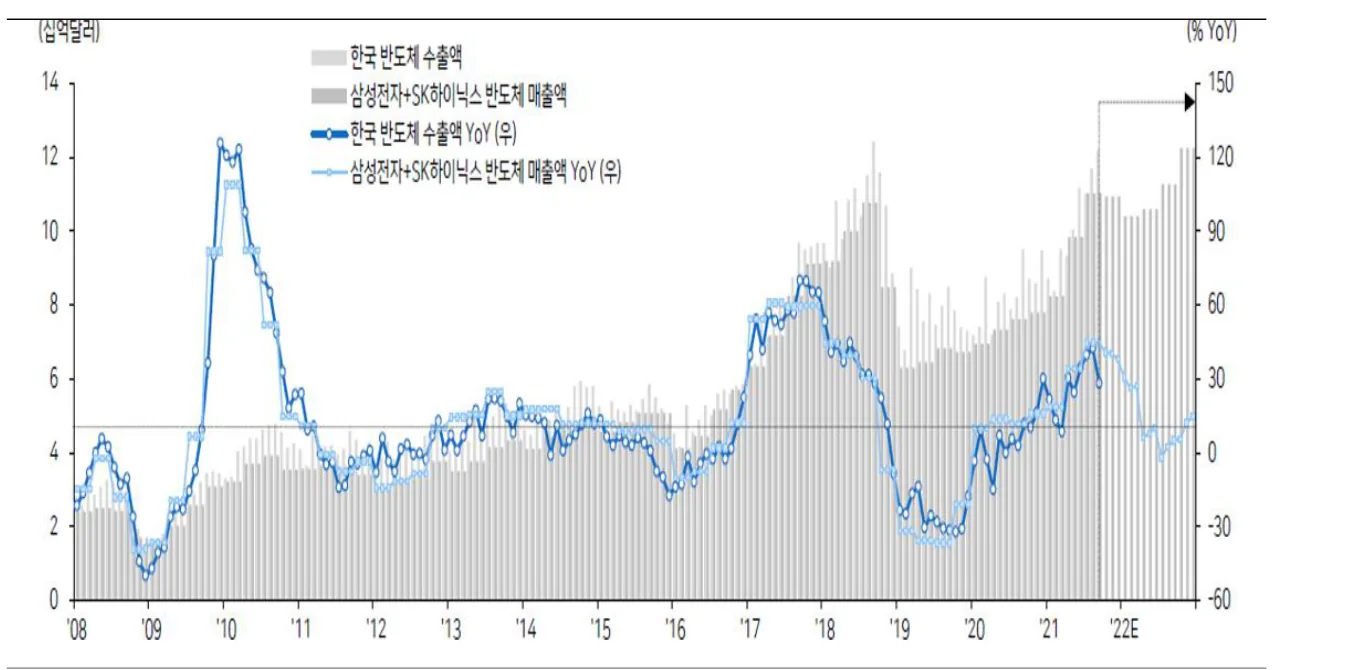 (십억달러)
(% YoY)
한국 반도체 수출액
삼성전자+SK하이닉스 반도체 매출액
한국 반도체 수출액 YoY (우)
삼성전자+SK하이닉스 반도체 매출액 YoY (우)
14
12
10
8
6
4
2
0
150
120
90
60
30
0
-30
-60
'08 '09 '10 '11 '12 '13 '14 '15 '16 '17 '18 '19 '20 '21 '22E